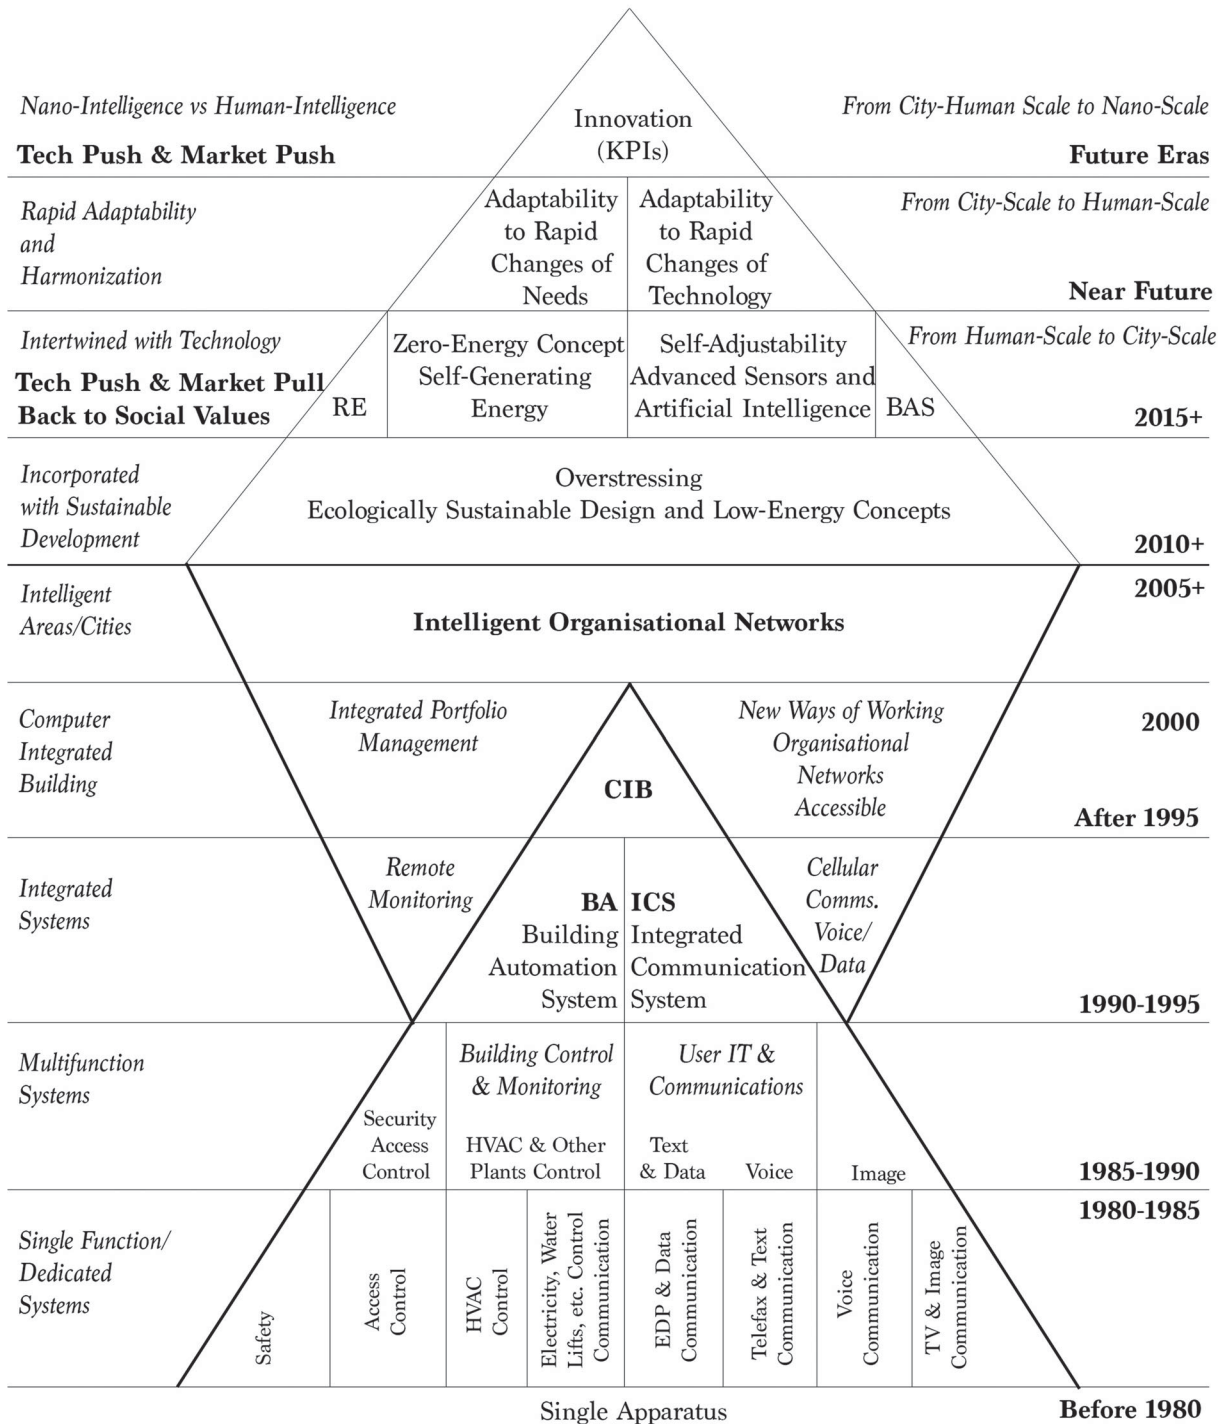 Nano-Intelligence vs Human-Intelligence
Tech Push & Market Push
Innovation
(KPIs)
From City-Human Scale to Nano-Scale
Future Eras
Rapid Adaptability
and
Harmonization
Adaptability
to Rapid
Changes of
Needs
Adaptability
to Rapid
Changes of
Technology
From City-Scale to Human-Scale
Near Future
Intertwined with Technology
Tech Push & Market Pull
Back to Social Values
RE
Zero-Energy Concept
Self-Generating
Energy
Self-Adjustability
Advanced Sensors and
Artificial Intelligence
BAS
From Human-Scale to City-Scale
2015+
Incorporated
with Sustainable
Development
Overstressing
Ecologically Sustainable Design and Low-Energy Concepts
2010+
Intelligent
Areas/Cities
Intelligent Organisational Networks
2005+
Computer
Integrated
Building
Integrated Portfolio
Management
CIB
New Ways of Working
Organisational
Networks
Accessible
2000
After 1995
Integrated
Systems
Remote
Monitoring
BA
Building
Automation
System
ICS
Integrated
Communication
System
Cellular
Comms.
Voice/
Data
1990-1995
Multifunction
Systems
Security
Access
Control
Building Control
& Monitoring
HVAC & Other
Plants Control
User IT &
Communications
Text
& Data
Voice
Image
1985-1990
1980-1985
Single Function/
Dedicated
Systems
Safety
Access
Control
HVAC
Control
Electricity, Water
Lifts, etc. Control
Communication
EDP & Data
Communication
Telefax & Text
Communication
Voice
Communication
TV & Image
Communication
Single Apparatus
Before 1980